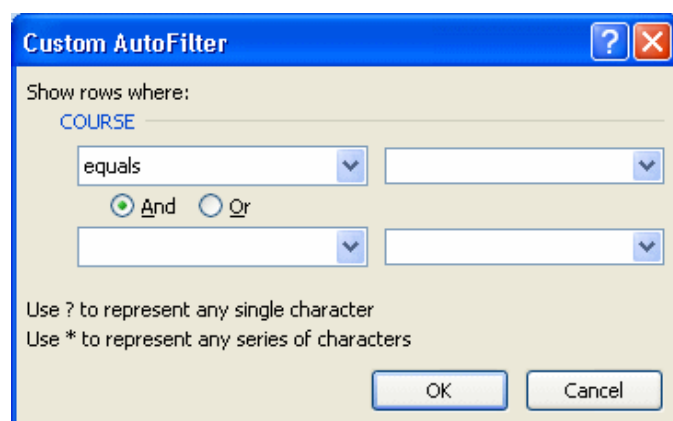 Custom AutoFilter
Show rows where:
COURSE
equals
And Or
Use ? to represent any single character
Use * to represent any series of characters
OK Cancel